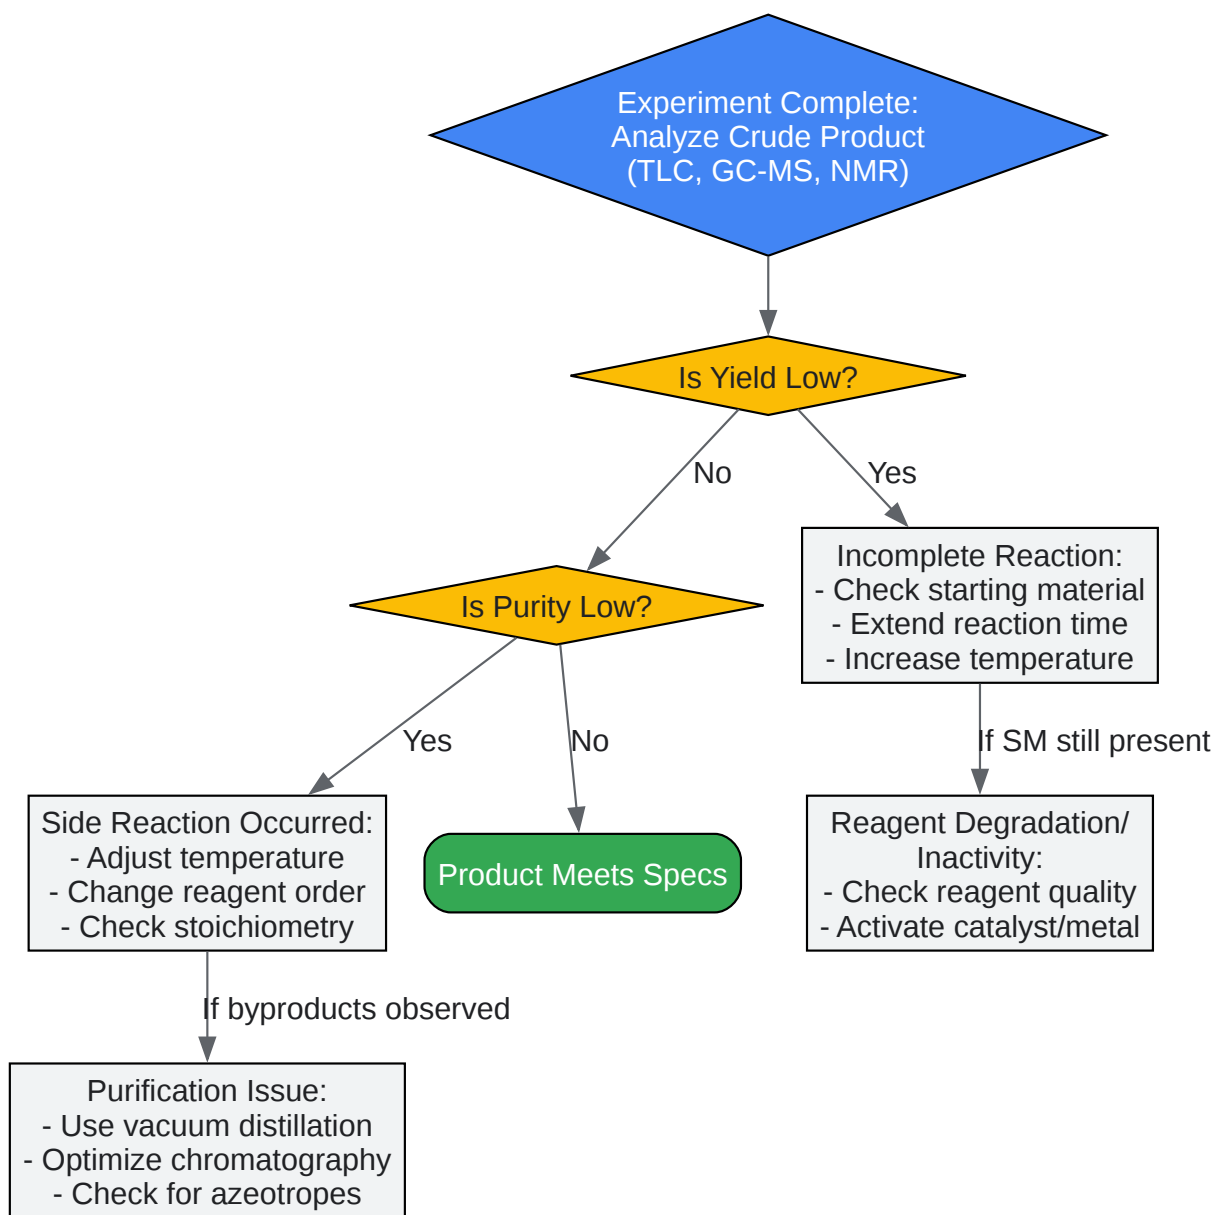 Experiment Complete:
Analyze Crude Product
(TLC, GC-MS, NMR)
Is Yield Low?
No
Yes
Incomplete Reaction:
- Check starting material
- Extend reaction time
- Increase temperature
Is Purity Low?
Yes
No
If SM still present
Side Reaction Occurred:
- Adjust temperature
- Change reagent order
- Check stoichiometry
Product Meets Specs
Reagent Degradation/
Inactivity:
- Check reagent quality
- Activate catalyst/metal
If byproducts observed
Purification Issue:
- Use vacuum distillation
- Optimize chromatography
- Check for azeotropes